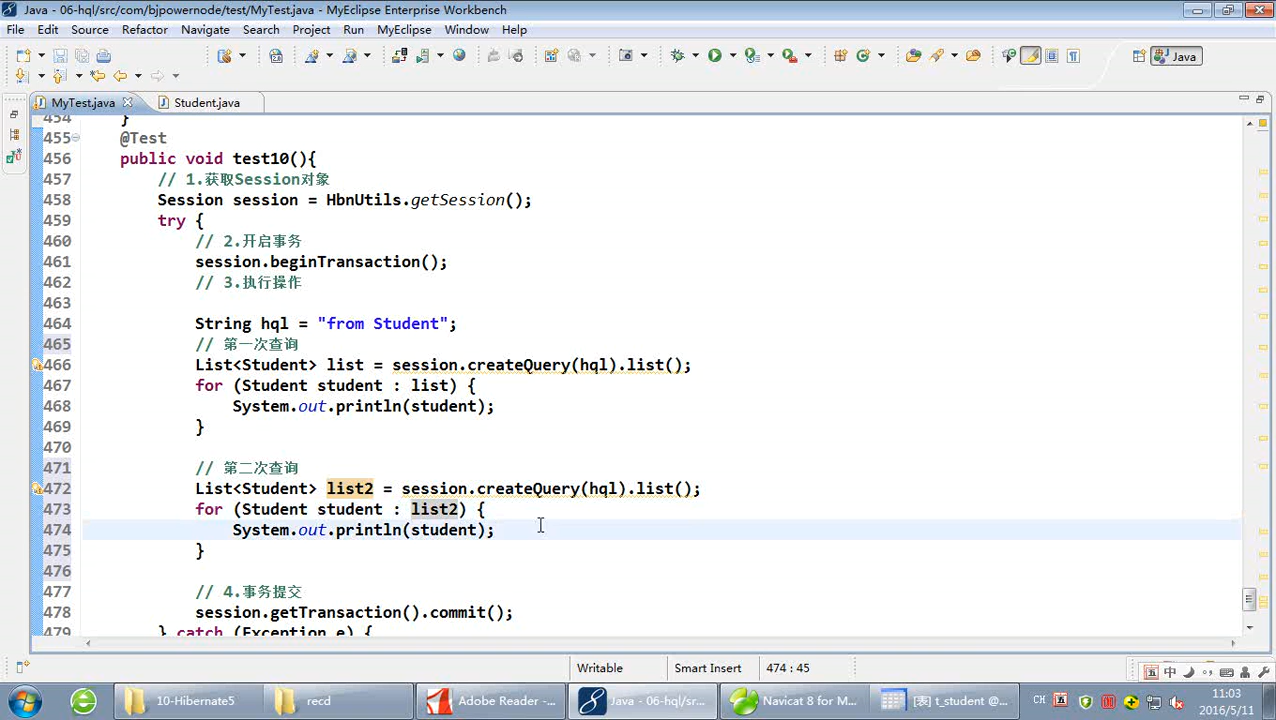 Java - 06-hql/src/com/bjpowernode/test/MyTest.java - MyEclipse Enterprise Workbench
File Edit Source Refactor Navigate Search Project Run MyEclipse Window Help
Java
MyTest.java Student.java
454 }
455 @Test
456 public void test10(){
457 // 1.获取Session对象
458 Session session = HbnUtils.getSession();
459 try {
460 // 2.开启事务
461 session.beginTransaction();
462 // 3.执行操作
463
464 String hql = "from Student";
465 // 第一次查询
466 List<Student> list = session.createQuery(hql).list();
467 for (Student student : list) {
468 System.out.println(student);
469 }
470
471 // 第二次查询
472 List<Student> list2 = session.createQuery(hql).list();
473 for (Student student : list2) {
474 System.out.println(student);
475 }
476
477 // 4.事务提交
478 session.getTransaction().commit();
479 } catch (Exception e) {
Writable Smart Insert 474 : 45
五 中
10-Hibernate5 recd Adobe Reader - ... Java - 06-hql/sr... Navicat 8 for M... [表] t_student @... CH 五 11:03
2016/5/11